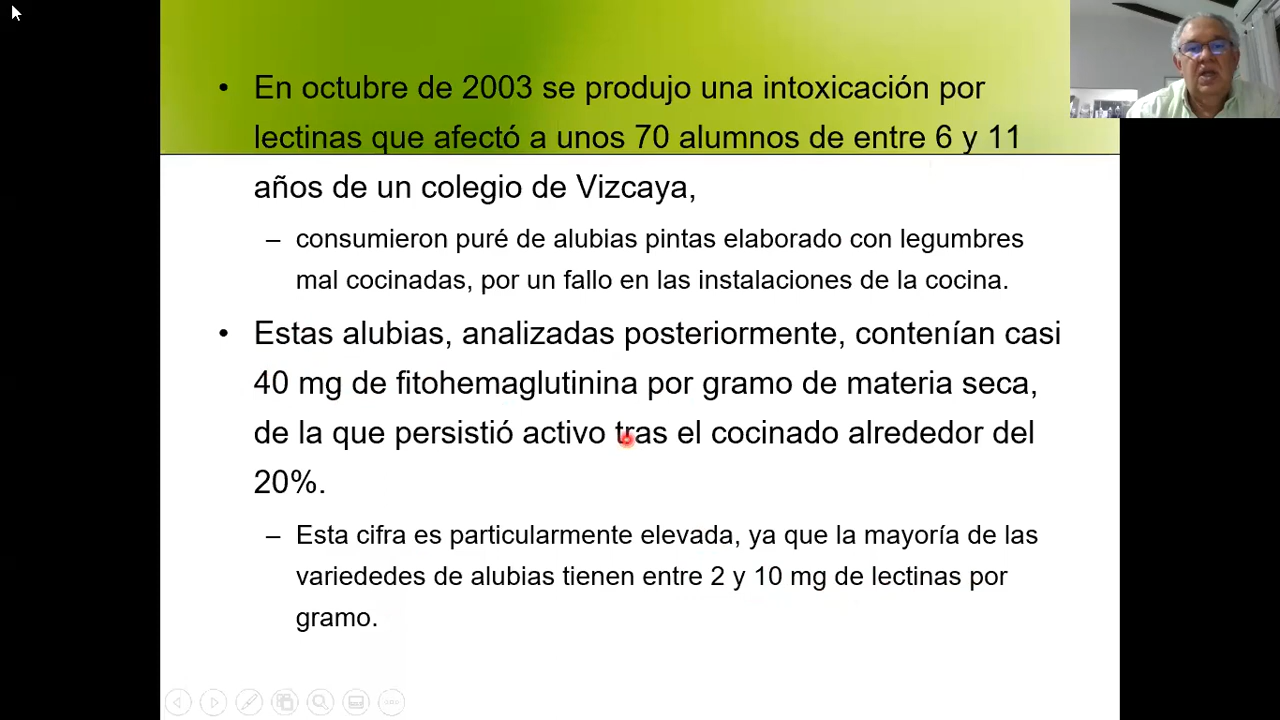 • En octubre de 2003 se produjo una intoxicación por
lectinas que afectó a unos 70 alumnos de entre 6 y 11
años de un colegio de Vizcaya,
– consumieron puré de alubias pintas elaborado con legumbres
mal cocinadas, por un fallo en las instalaciones de la cocina.
• Estas alubias, analizadas posteriormente, contenían casi
40 mg de fitohemaglutinina por gramo de materia seca,
de la que persistió activo tras el cocinado alrededor del
20%.
– Esta cifra es particularmente elevada, ya que la mayoría de las
variededes de alubias tienen entre 2 y 10 mg de lectinas por
gramo.